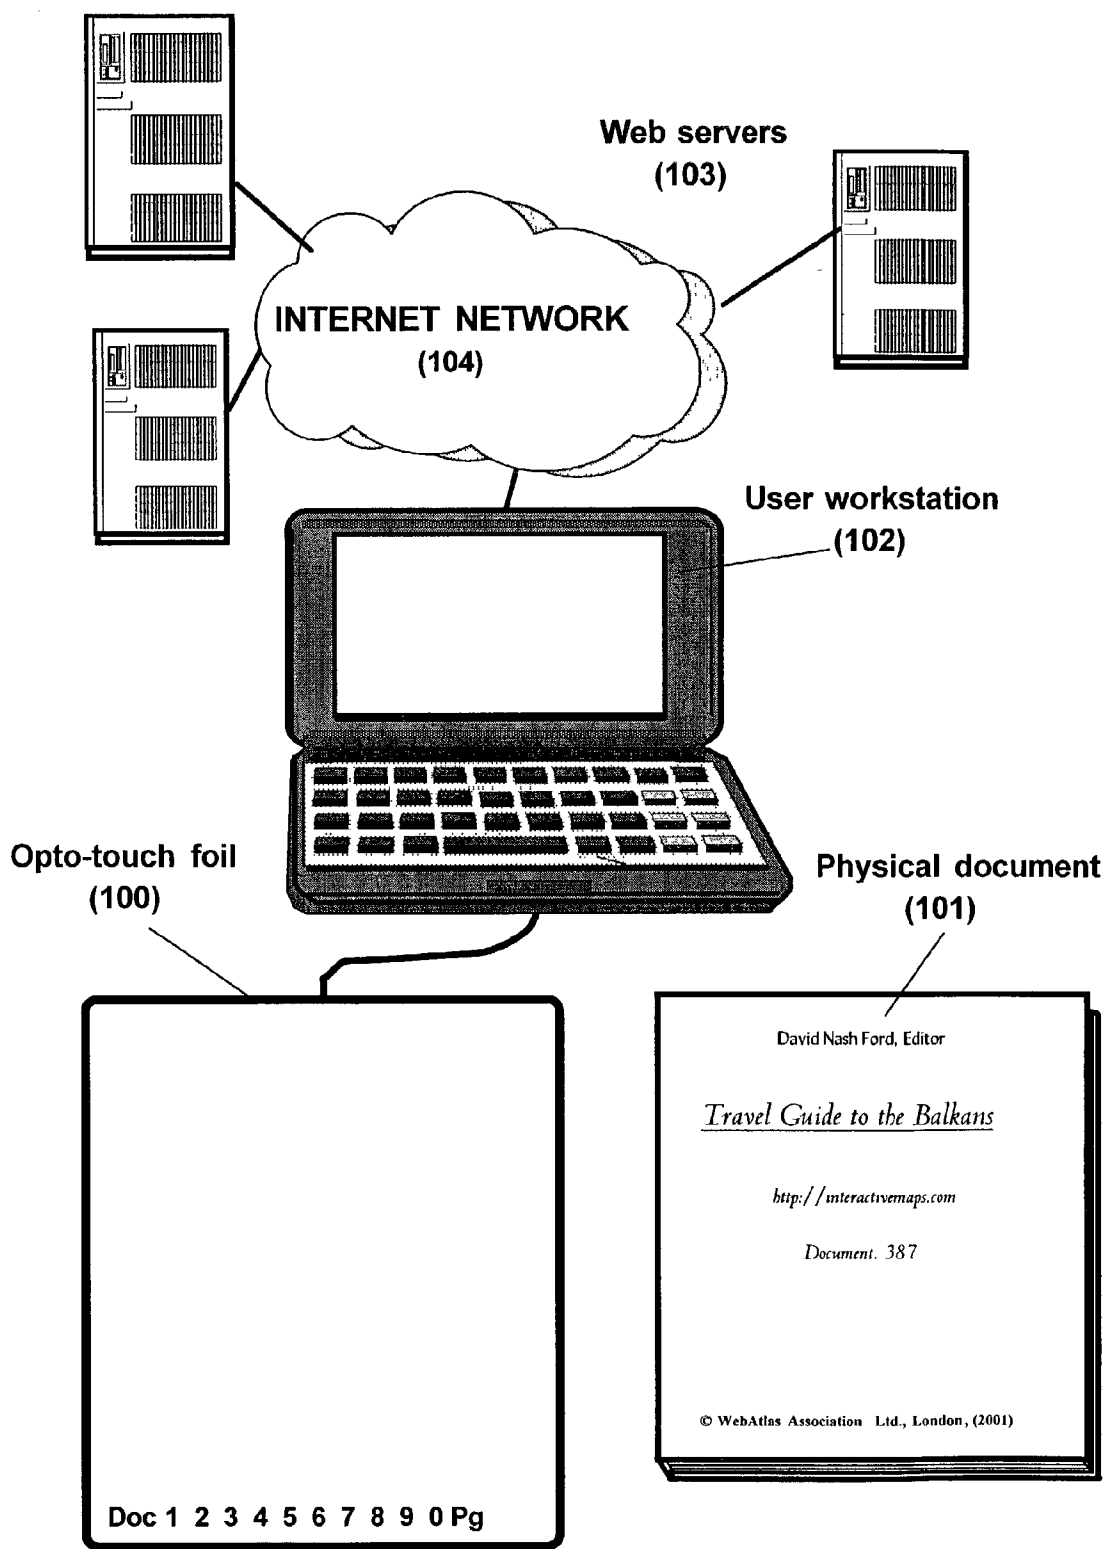 Web servers
(103)
INTERNET NETWORK
(104)
User workstation
(102)
Opto-touch foil
(100)
Physical document
(101)
David Nash Ford, Editor
Travel Guide to the Balkans
http://interactivemaps.com
Document. 387
© WebAtlas Association Ltd., London, (2001)
Doc 1 2 3 4 5 6 7 8 9 0 Pg